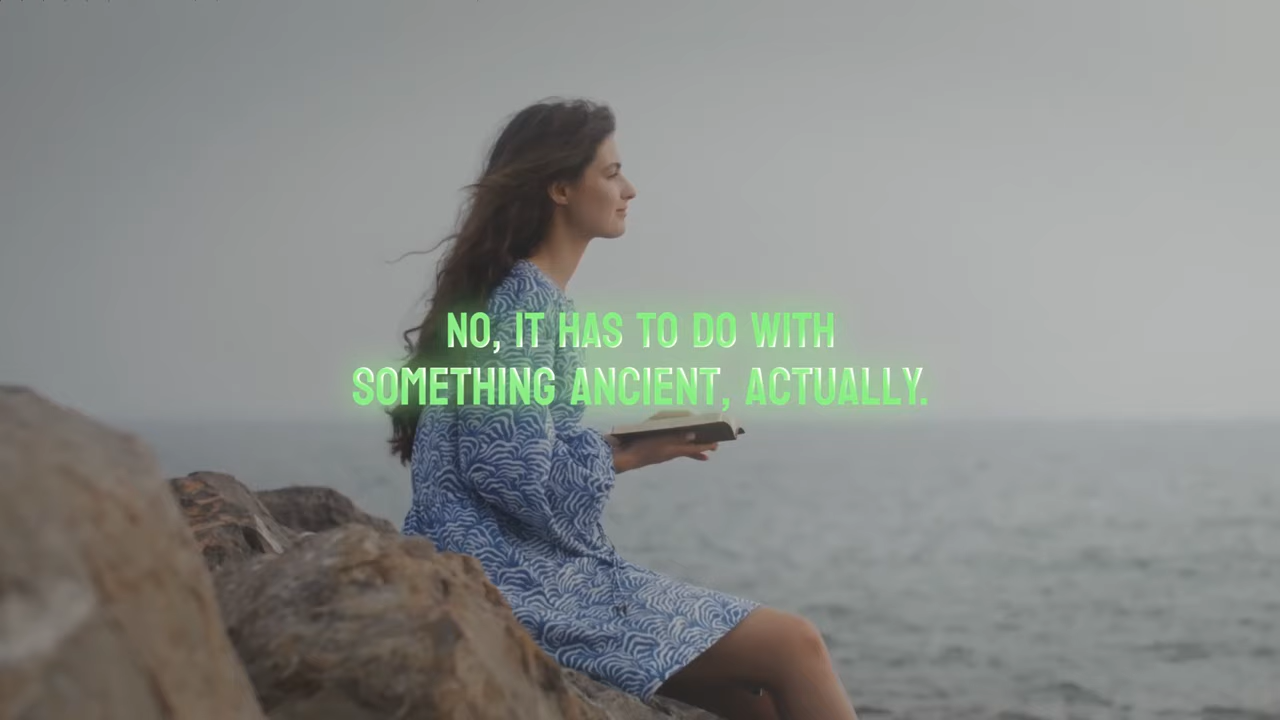 NO, IT HAS TO DO WITH
SOMETHING ANCIENT, ACTUALLY.